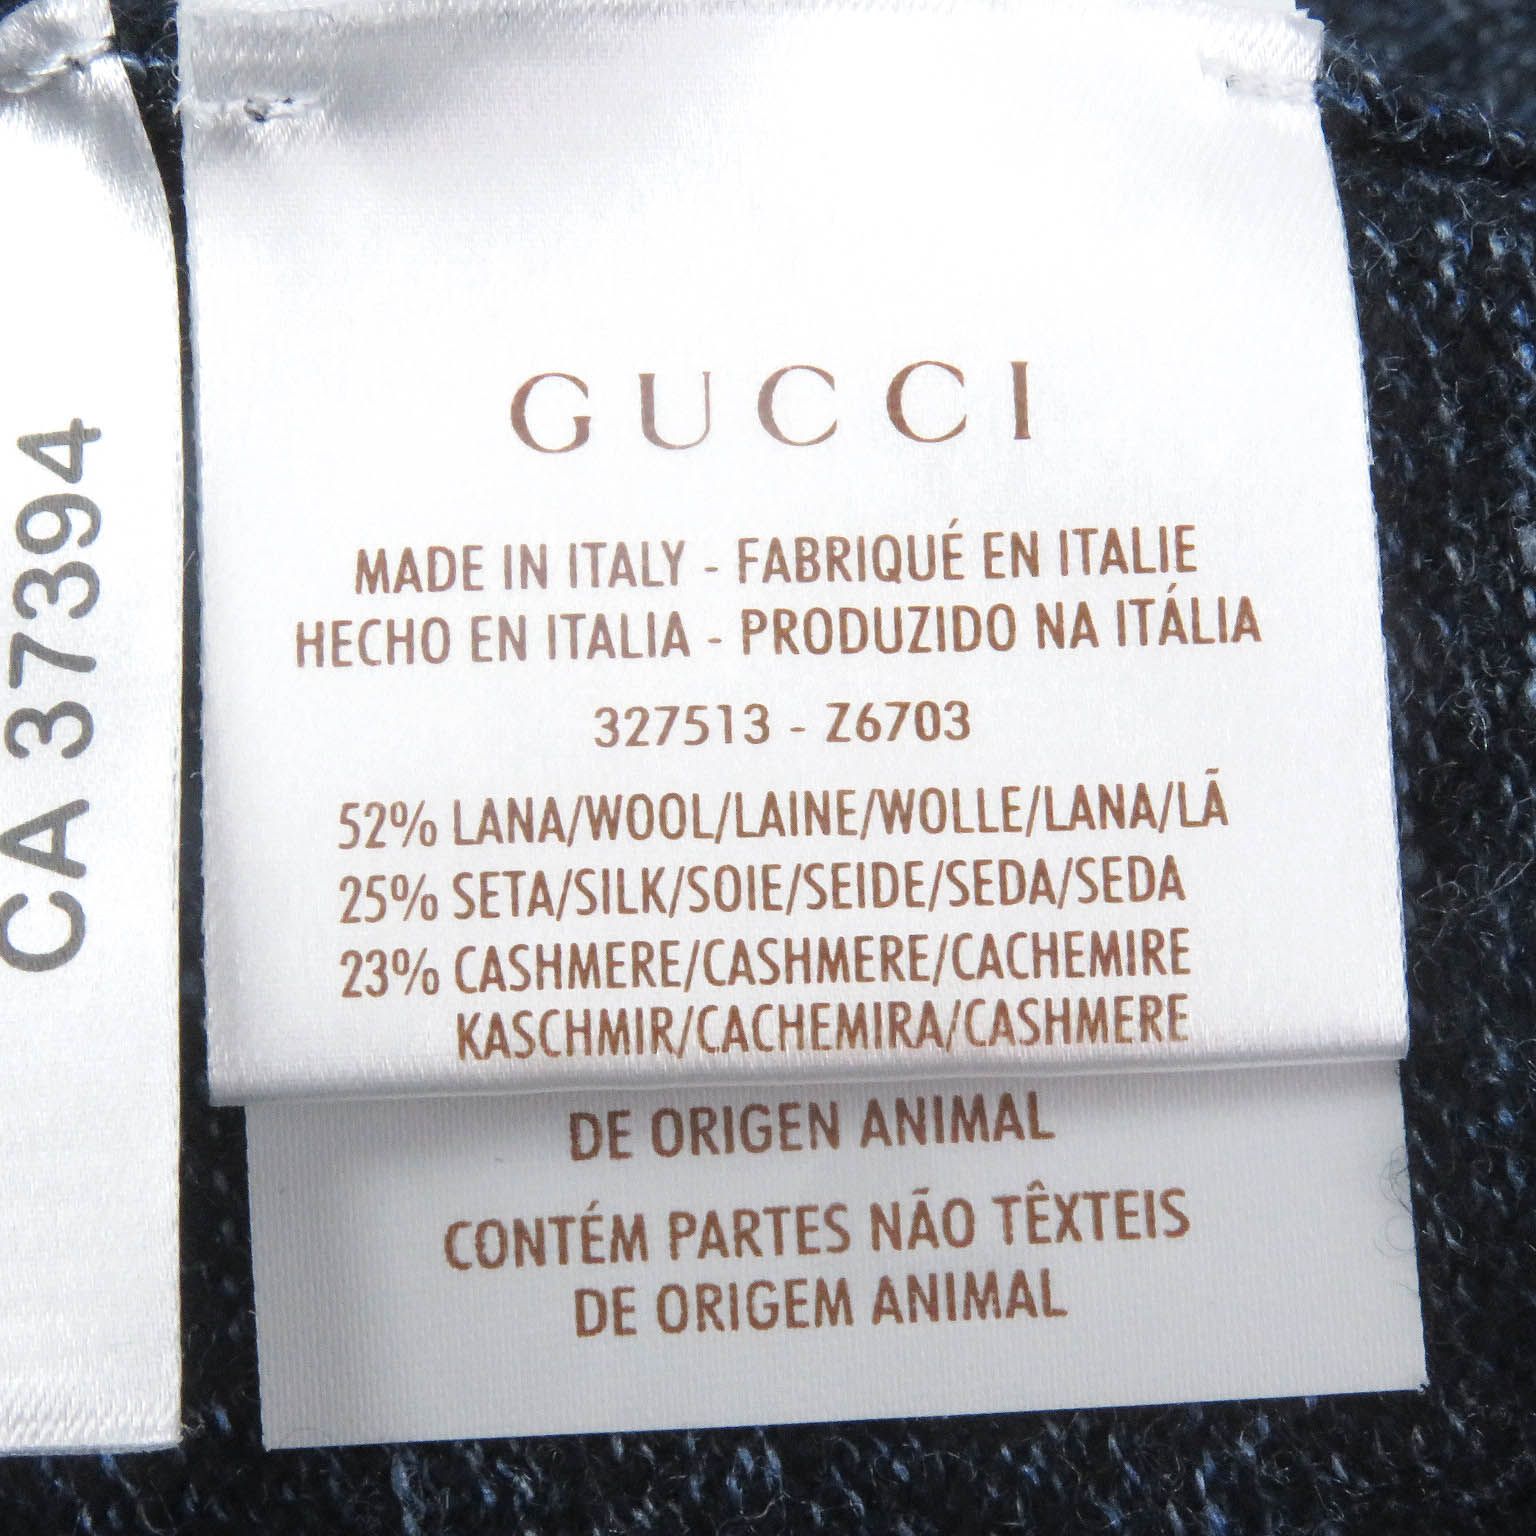 GUCCI
MADE IN ITALY - FABRIQUÉ EN ITALIE
HECHO EN ITALIA - PRODUZIDO NA ITÁLIA
327513 - Z6703
52% LANA/WOOL/LAINE/WOLLE/LANA/LÃ
25% SETA/SILK/SOIE/SEIDE/SEDA/SEDA
23% CASHMERE/CASHMERE/CACHEMIRE
KASCHMIR/CACHEMIRA/CASHMERE
DE ORIGEN ANIMAL
CONTÉM PARTES NÃO TÊXTEIS
DE ORIGEM ANIMAL
CA 37394